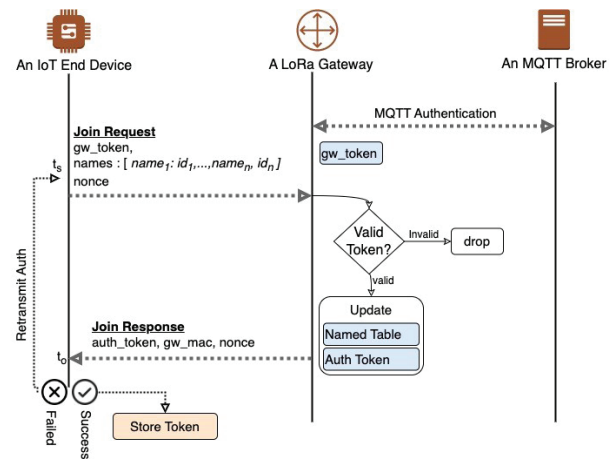 An IoT End Device
A LoRa Gateway
An MQTT Broker
MQTT Authentication
Join Request
gw_token,
names : [ name1: id1,...,namen, idn ]
nonce
ts
gw_token
Valid
Token?
Invalid
drop
valid
Update
Named Table
Auth Token
Join Response
auth_token, gw_mac, nonce
to
Retransmit Auth
Failed
Success
Store Token